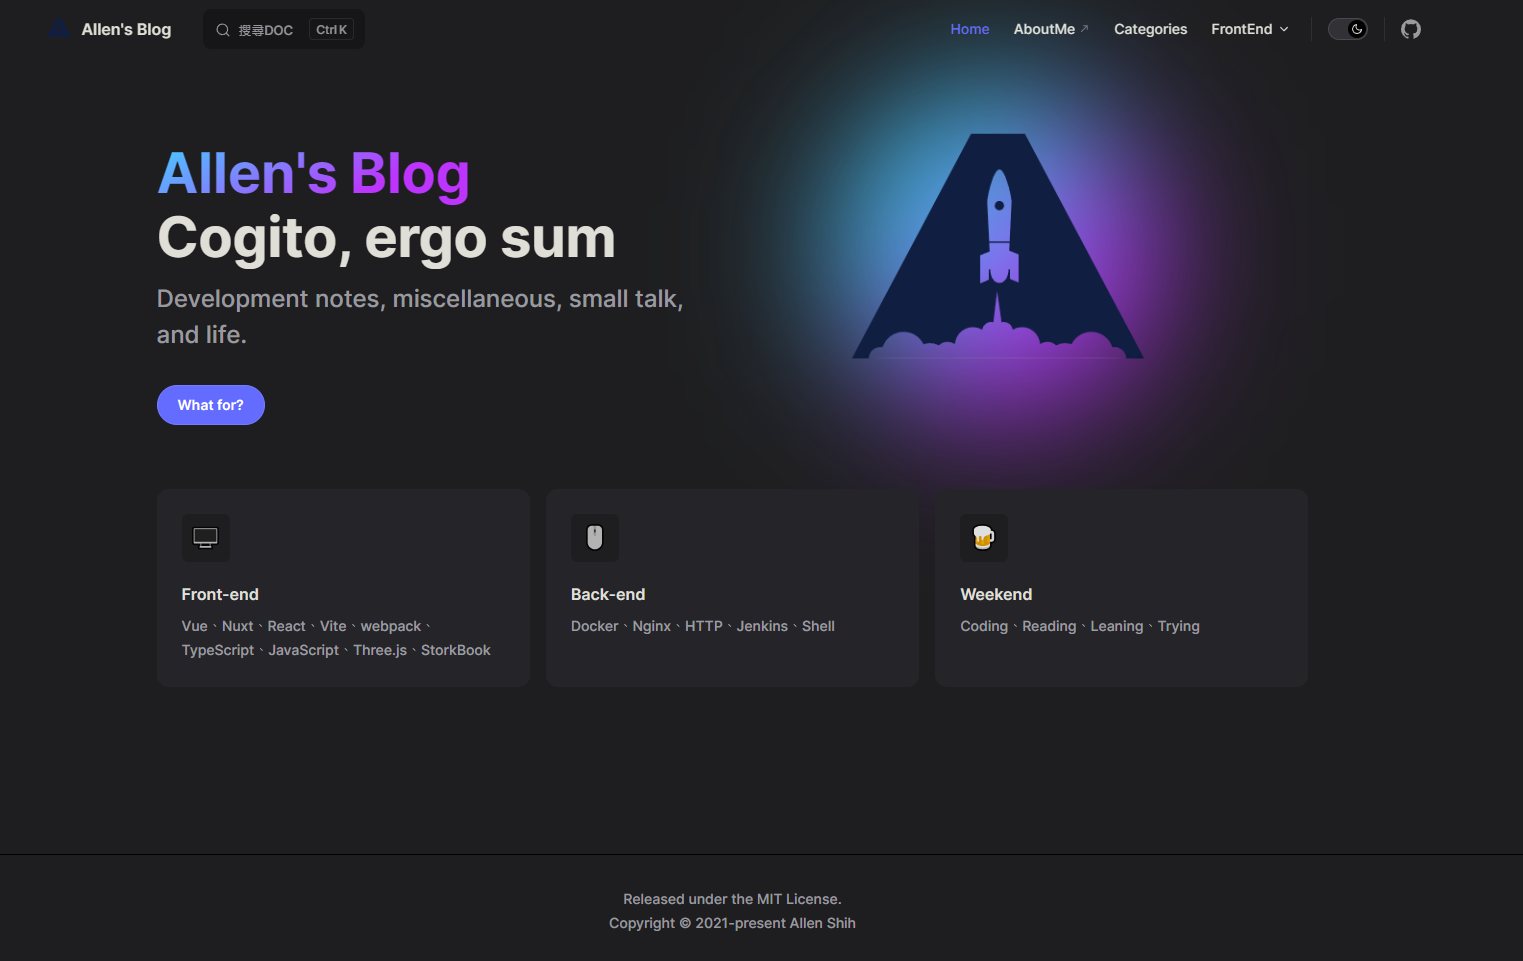 Allen's Blog
搜尋DOC
Ctrl K
Home
AboutMe
Categories
FrontEnd
Allen's Blog
Cogito, ergo sum
Development notes, miscellaneous, small talk,
and life.
What for?
Front-end
Vue、Nuxt、React、Vite、webpack、
TypeScript、JavaScript、Three.js、StorkBook
Back-end
Docker、Nginx、HTTP、Jenkins、Shell
Weekend
Coding、Reading、Leaning、Trying
Released under the MIT License.
Copyright © 2021-present Allen Shih